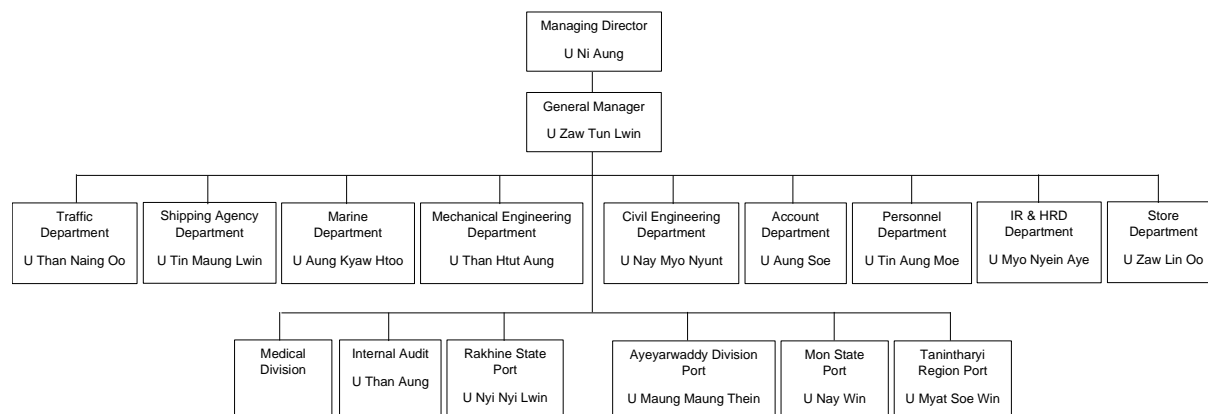 Managing Director
U Ni Aung
General Manager
U Zaw Tun Lwin
Traffic
Department
U Than Naing Oo
Shipping Agency
Department
U Tin Maung Lwin
Marine
Department
U Aung Kyaw Htoo
Mechanical Engineering
Department
U Than Htut Aung
Civil Engineering
Department
U Nay Myo Nyunt
Account
Department
U Aung Soe
Personnel
Department
U Tin Aung Moe
IR & HRD
Department
U Myo Nyein Aye
Store
Department
U Zaw Lin Oo
Medical
Division
Internal Audit
U Than Aung
Rakhine State
Port
U Nyi Nyi Lwin
Ayeyarwaddy Division
Port
U Maung Maung Thein
Mon State
Port
U Nay Win
Tanintharyi
Region Port
U Myat Soe Win